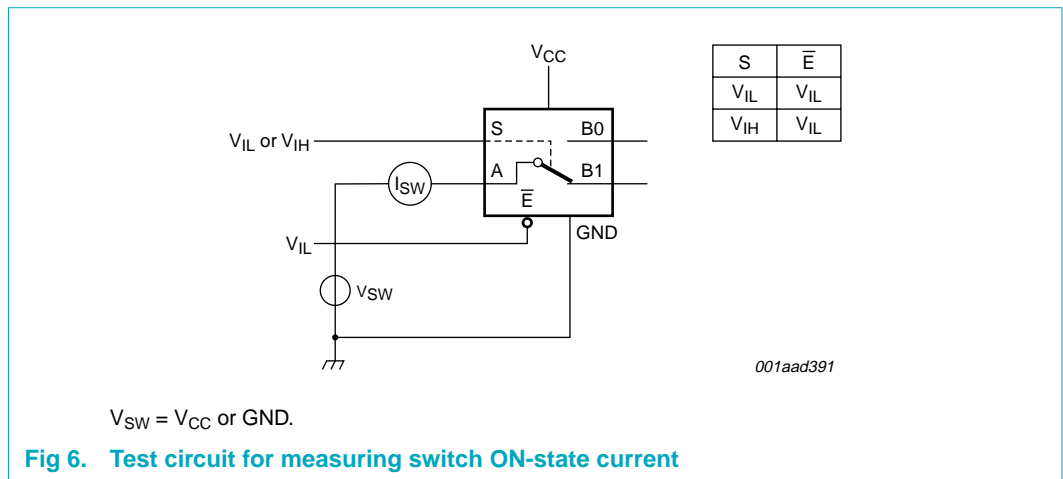 VCC
S E̅
VIL VIL
VIH VIL
VIL or VIH
S B0
A B1
ISW
E̅
GND
VIL
VSW
001aad391
VSW = VCC or GND.
Fig 6. Test circuit for measuring switch ON-state current